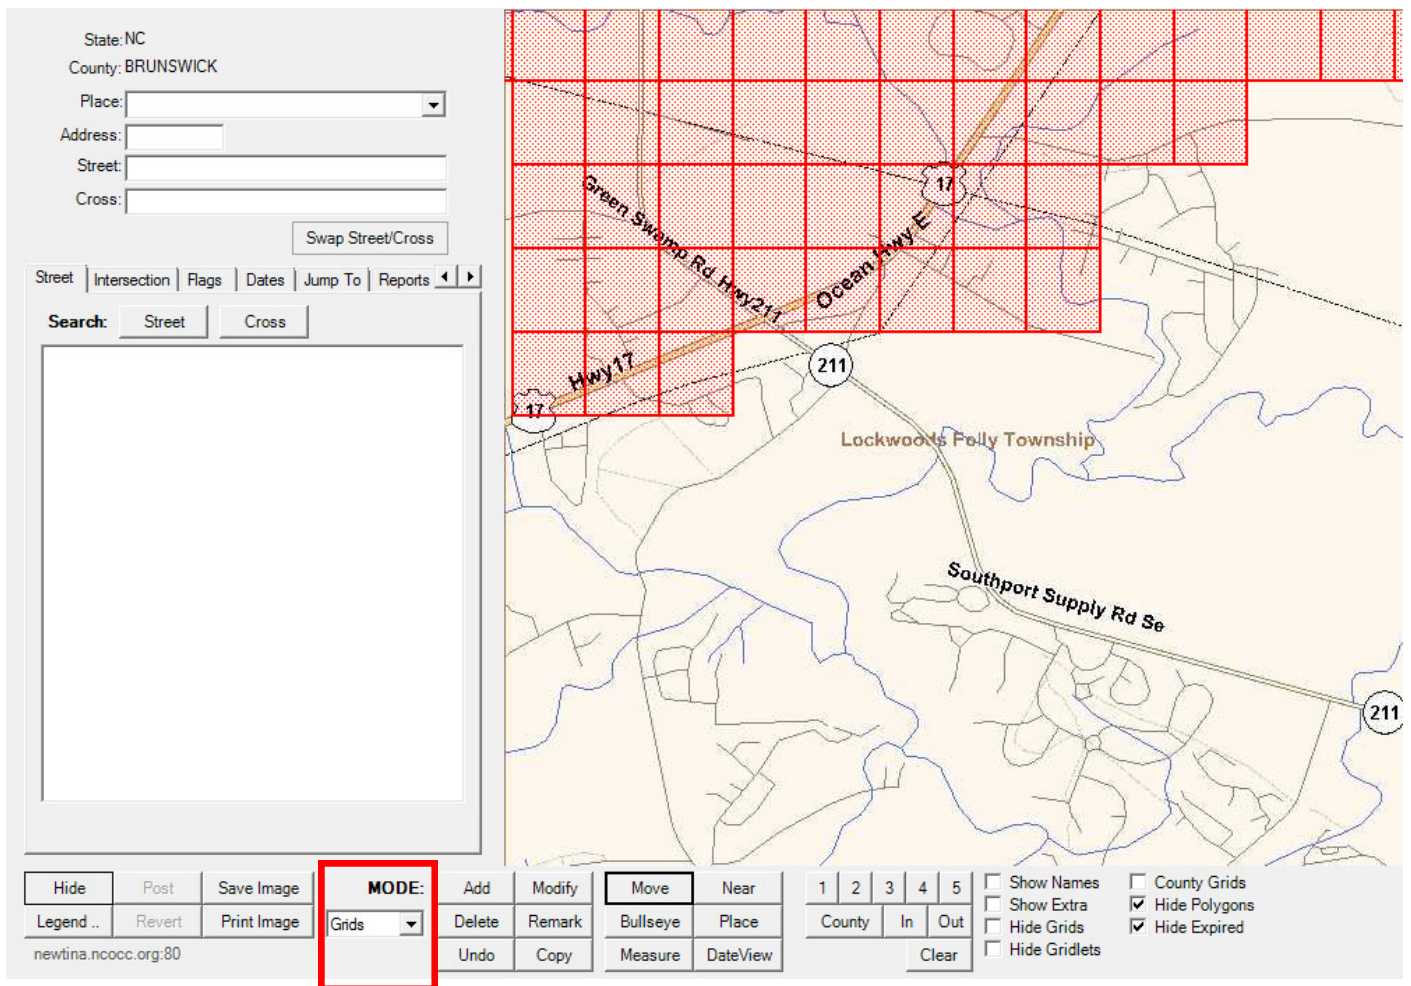 State: NC
County: BRUNSWICK
Place:
Address:
Street:
Cross:
Swap Street/Cross
Street Intersection Flags Dates Jump To Reports
Search: Street Cross
17
Green Swamp Rd Hwy211
Ocean Hwy E
Hwy17
17
211
Lockwoods Folly Township
Southport Supply Rd Se
211
Hide Post Save Image
Legend .. Revert Print Image
newtina.ncocc.org:80
MODE:
Grids
Add Modify
Delete Remark
Undo Copy
Move Near
Bullseye Place
Measure DateView
1 2 3 4 5
County In Out
Clear
Show Names
Show Extra
Hide Grids
Hide Gridlets
County Grids
Hide Polygons
Hide Expired